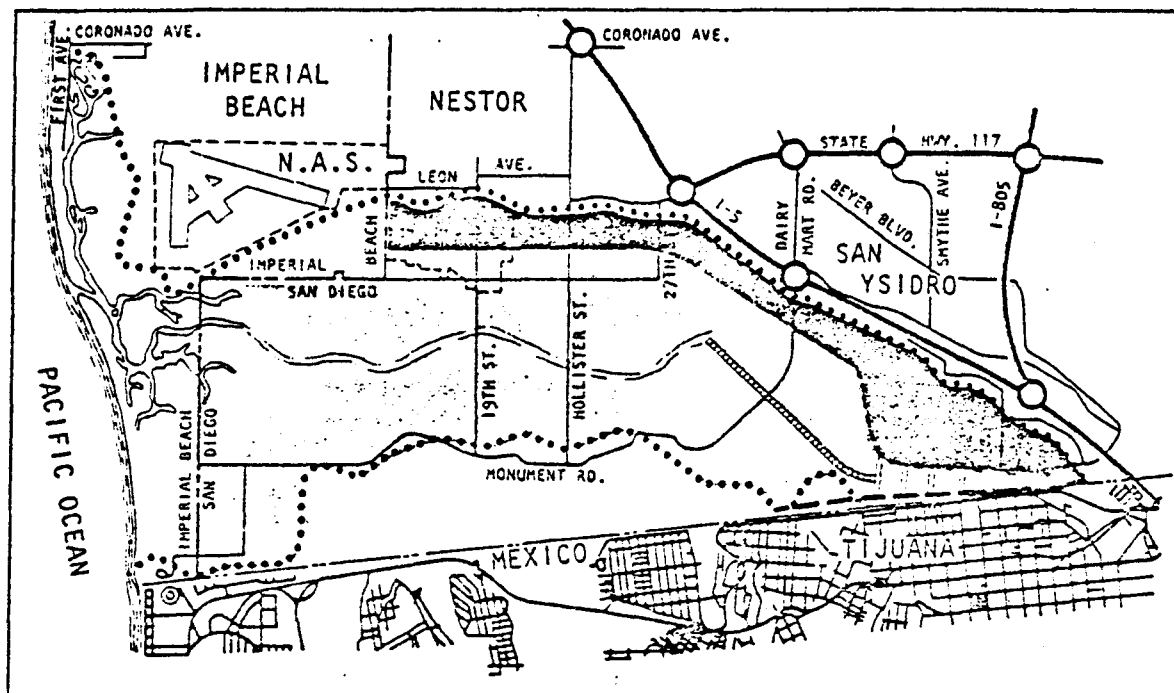 CORONADO AVE.
CORONADO AVE.
FIRST AVE.
IMPERIAL
BEACH
NESTOR
N.A.S.
LEON AVE.
STATE HWY. 117
I-5
DAIRY
MART RD.
BEYER BLVD.
SMYTHE AVE.
I-805
SAN
YSIDRO
BEACH
IMPERIAL
SAN DIEGO
27TH
19TH ST.
HOLLISTER ST.
PACIFIC OCEAN
IMPERIAL BEACH
SAN DIEGO
MONUMENT RD.
MEXICO
TIJUANA